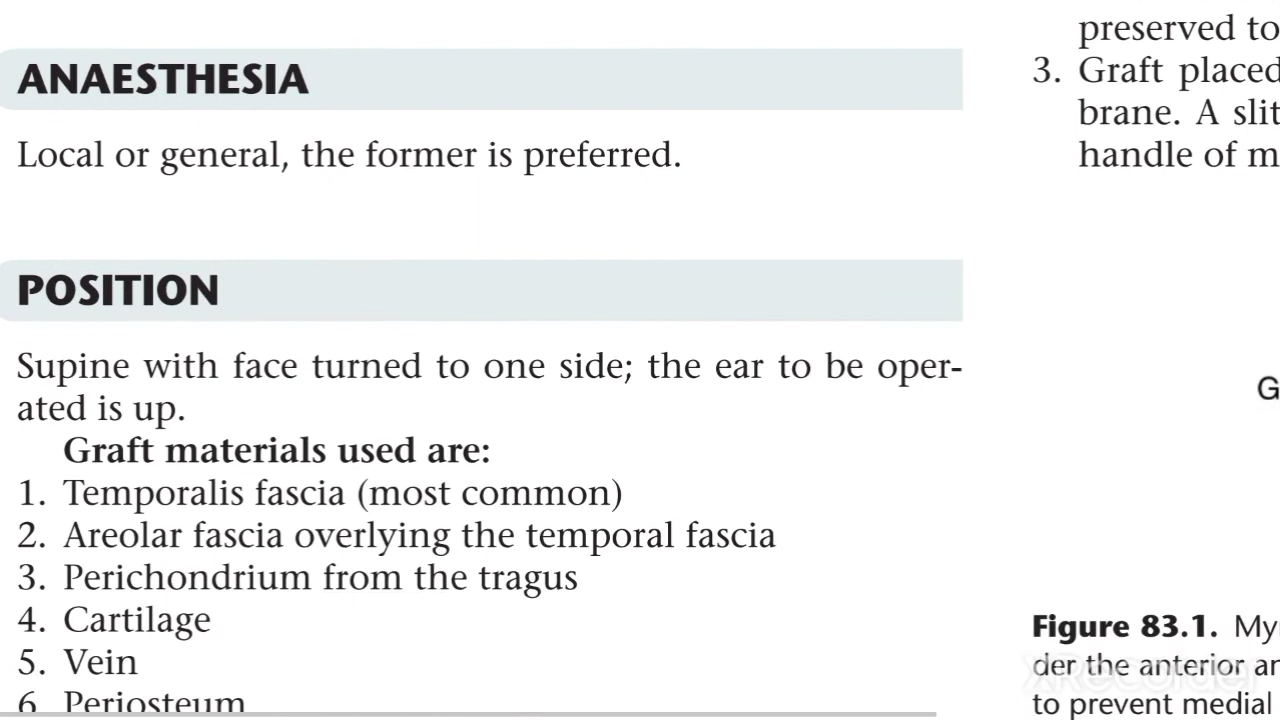 ANAESTHESIA
Local or general, the former is preferred.
POSITION
Supine with face turned to one side; the ear to be oper-
ated is up.
Graft materials used are:
1. Temporalis fascia (most common)
2. Areolar fascia overlying the temporal fascia
3. Perichondrium from the tragus
4. Cartilage
5. Vein
6 Periosteum
preserved to
3. Graft placed
brane. A slit
handle of m
G
Figure 83.1. My
der the anterior an
to prevent medial
XRecorder